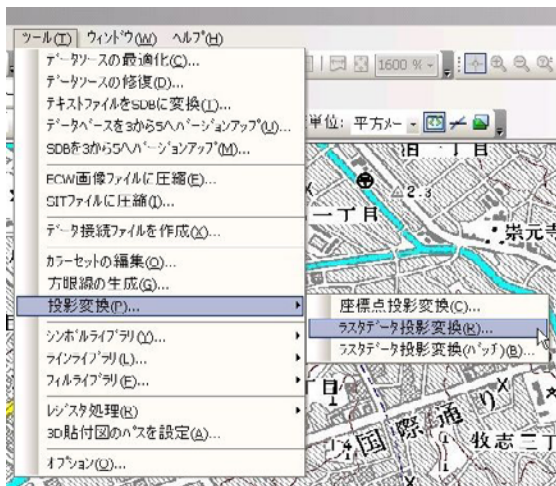 ツール(T) ウィンドウ(W) ヘルプ(H)
データソースの最適化(C)...
データソースの修復(D)...
テキストファイルをSDBに変換(T)...
データベースを3から5へバージョンアップ(U)...
SDBを3から5へバージョンアップ(M)...
ECW画像ファイルに圧縮(E)...
SITファイルに圧縮(I)...
データ接続ファイルを作成(X)...
カラーセットの編集(O)...
方眼線の生成(G)...
投影変換(P)...
シンボルライブラリ(Y)...
ラインライブラリ(L)...
フィルライブラリ(F)...
レジスタ処理(R)
3D貼付図のパスを設定(A)...
オプション(O)...
座標点投影変換(C)...
ラスタデータ投影変換(R)...
ラスタデータ投影変換(バッチ)(B)...
1600 %
単位: 平方メー
泊一丁目
2.3
一丁目
崇元寺
国際通り
牧志三丁